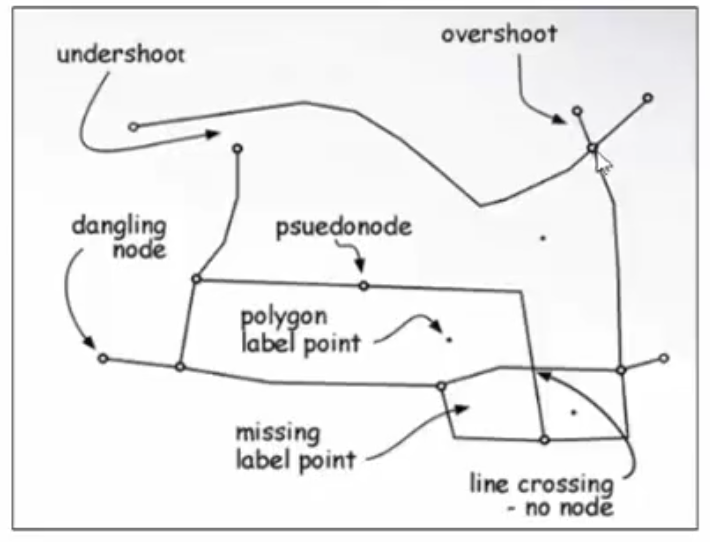 overshoot
undershoot
dangling
node
psuedonode
polygon
label point
missing
label point
line crossing
- no node